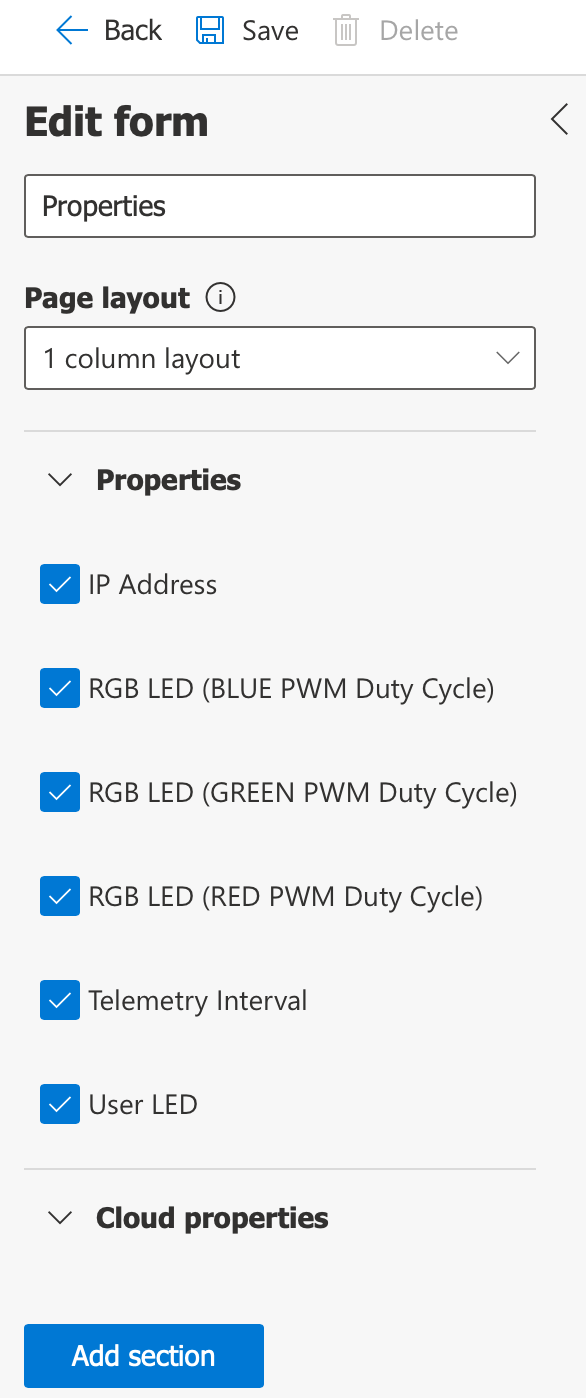 Back Save Delete
Edit form
Properties
Page layout
1 column layout
Properties
IP Address
RGB LED (BLUE PWM Duty Cycle)
RGB LED (GREEN PWM Duty Cycle)
RGB LED (RED PWM Duty Cycle)
Telemetry Interval
User LED
Cloud properties
Add section